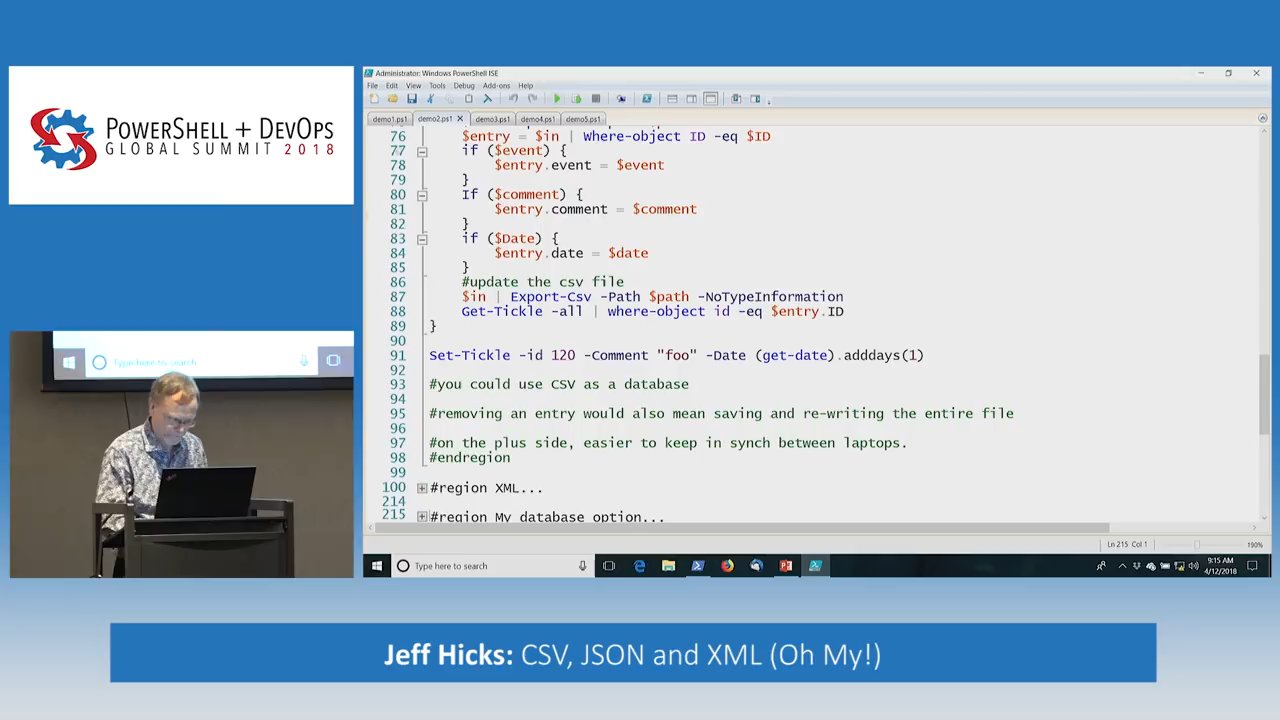 POWERSHELL + DEVOPS
GLOBAL SUMMIT 2018
Type here to search
Administrator: Windows PowerShell ISE
File Edit View Tools Debug Add-ons Help
demo1.ps1 demo2.ps1 X demo3.ps1 demo4.ps1 demo5.ps1
76 $entry = $in | Where-object ID -eq $ID
77 if ($event) {
78 $entry.event = $event
79 }
80 If ($comment) {
81 $entry.comment = $comment
82 }
83 if ($Date) {
84 $entry.date = $date
85 }
86 #update the csv file
87 $in | Export-Csv -Path $path -NoTypeInformation
88 Get-Tickle -all | where-object id -eq $entry.ID
89 }
90
91 Set-Tickle -id 120 -Comment "foo" -Date (get-date).adddays(1)
92
93 #you could use CSV as a database
94
95 #removing an entry would also mean saving and re-writing the entire file
96
97 #on the plus side, easier to keep in synch between laptops.
98 #endregion
99
100 #region XML...
214
215 #region My database option...
Ln 215 Col 1 190%
Type here to search
9:15 AM
4/12/2018
Jeff Hicks: CSV, JSON and XML (Oh My!)